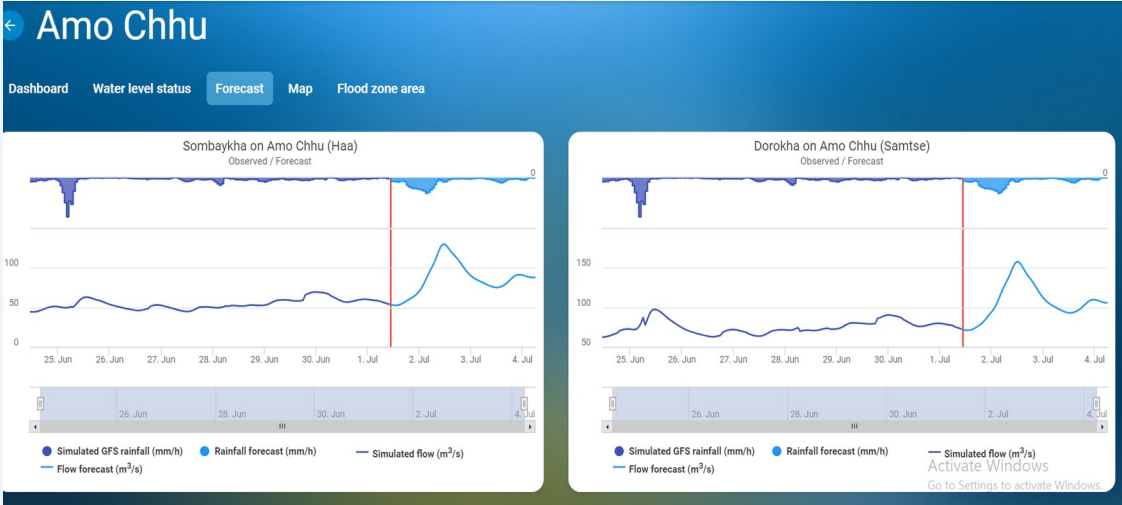 Amo Chhu
Dashboard Water level status Forecast Map Flood zone area
Sombaykha on Amo Chhu (Haa)
Observed / Forecast
0
100
50
0
25. Jun 26. Jun 27. Jun 28. Jun 29. Jun 30. Jun 1. Jul 2. Jul 3. Jul 4. Jul
26. Jun 28. Jun 30. Jun 2. Jul 4. Jul
Simulated GFS rainfall (mm/h) Rainfall forecast (mm/h) Simulated flow (m³/s)
Flow forecast (m³/s)
Dorokha on Amo Chhu (Samtse)
Observed / Forecast
0
150
100
50
25. Jun 26. Jun 27. Jun 28. Jun 29. Jun 30. Jun 1. Jul 2. Jul 3. Jul 4. Jul
26. Jun 28. Jun 30. Jun 2. Jul 4. Jul
Simulated GFS rainfall (mm/h) Rainfall forecast (mm/h) Simulated flow (m³/s)
Flow forecast (m³/s)
Activate Windows
Go to Settings to activate Windows.